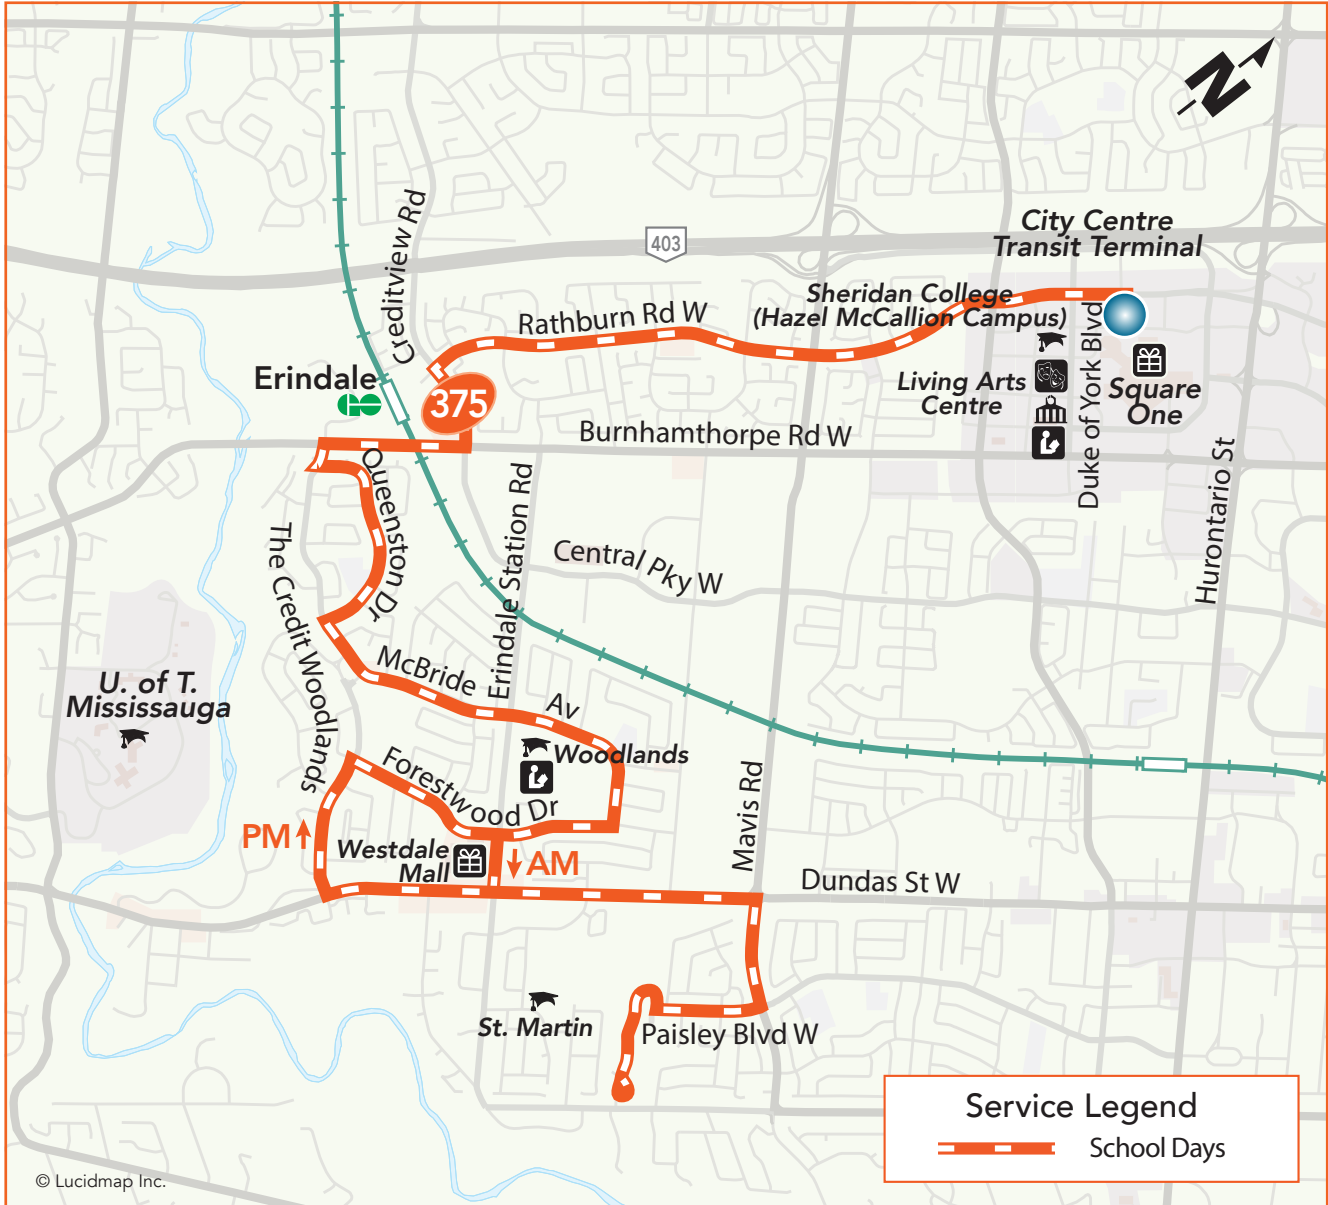 N
403
City Centre
Transit Terminal
Creditview Rd
Sheridan College
(Hazel McCallion Campus)
Rathburn Rd W
Duke of York Blvd
Erindale
GO
375
Living Arts
Centre
Square
One
Burnhamthorpe Rd W
Hurontario St
Queenston Dr
Erindale Station Rd
The Credit Woodlands
Central Pky W
U. of T.
Mississauga
McBride
Av
Woodlands
Forestwood Dr
Mavis Rd
PM
Westdale
Mall
AM
Dundas St W
St. Martin
Paisley Blvd W
Service Legend
School Days
© Lucidmap Inc.